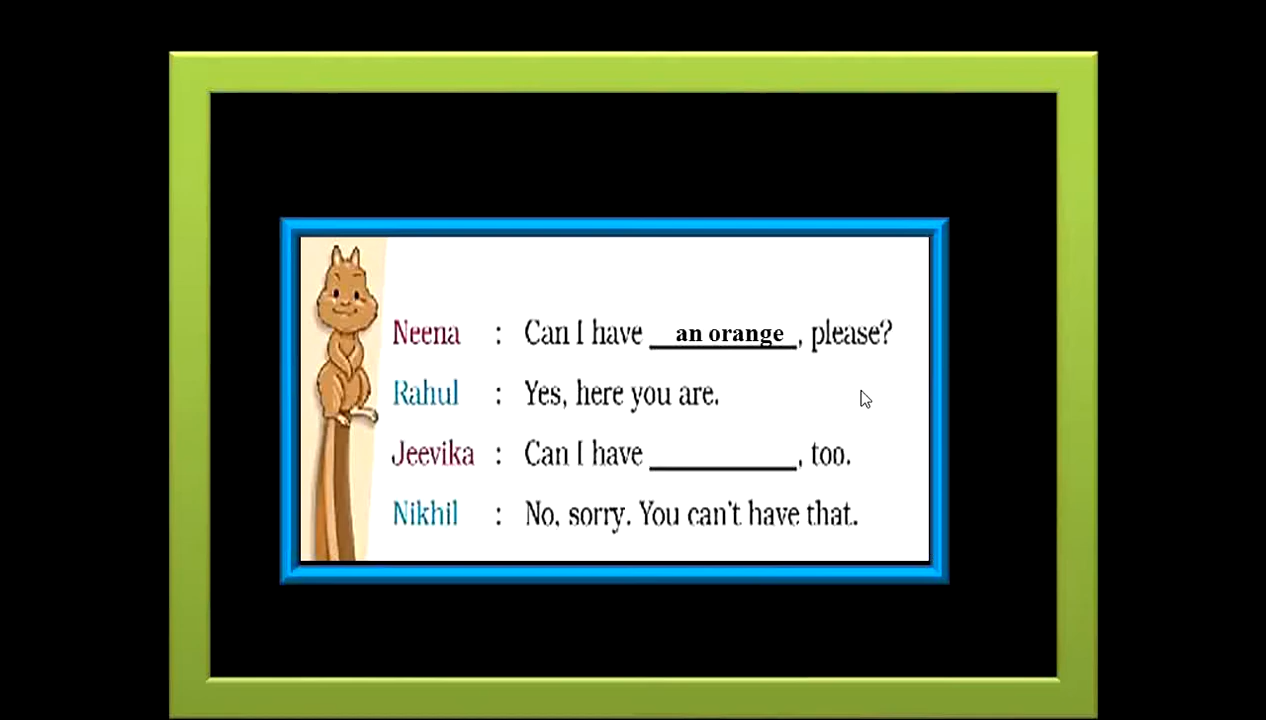 Neena : Can I have an orange, please?
Rahul : Yes, here you are.
Jeevika : Can I have __________, too.
Nikhil : No, sorry. You can't have that.